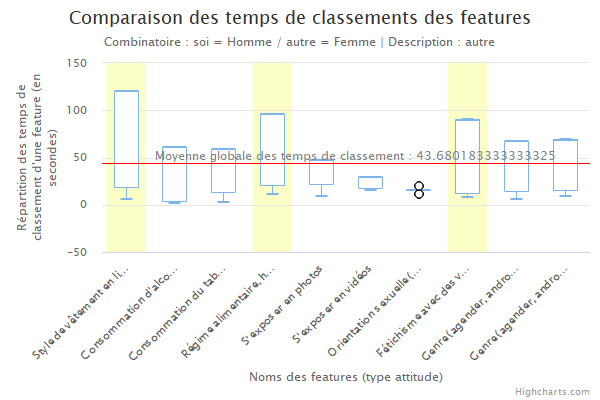 Comparaison des temps de classements des features
Combinatoire : soi = Homme / autre = Femme | Description : autre
Répartition des temps de
classement d'une feature (en
secondes)
150
100
50
0
-50
Moyenne globale des temps de classement : 43.680183333333325
Style de vêtement en li...
Consommation d'alco...
Consommation du tab...
Régime alimentaire, h...
S'exposer en photos
S'exposer en vidéos
Orientation sexuelle (...
Fétichisme avec des v...
Genre (agender, andro...
Genre (agender, andro...
Noms des features (type attitude)
Highcharts.com